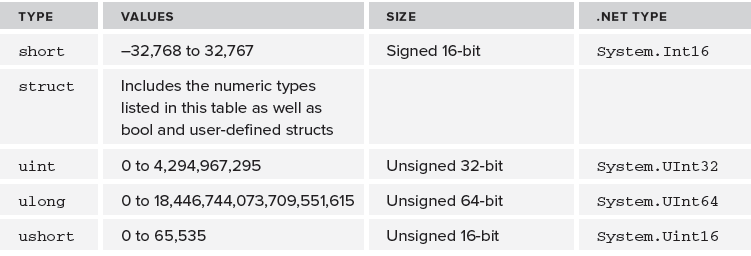 TYPE VALUES SIZE .NET TYPE
short –32,768 to 32,767 Signed 16-bit System.Int16
struct Includes the numeric types
listed in this table as well as
bool and user-defined structs
uint 0 to 4,294,967,295 Unsigned 32-bit System.UInt32
ulong 0 to 18,446,744,073,709,551,615 Unsigned 64-bit System.UInt64
ushort 0 to 65,535 Unsigned 16-bit System.Uint16